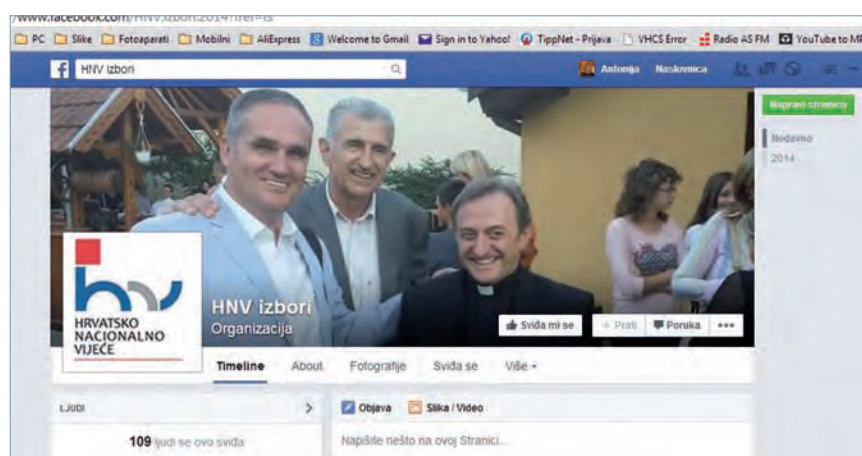 /www.facebook.com/HNV.izbori.2014?fref=ts
PC Slike Fotoaparati Mobilni AliExpress Welcome to Gmail Sign in to Yahoo! TippNet - Prijava VHCS Error Radio AS FM YouTube to MP
HNV izbori
Antonija Naslovnica
Napravi stranicu
Nedavno
2014
hnv
HRVATSKO
NACIONALNO
VIJEĆE
HNV izbori
Organizacija
Sviđa mi se Prati Poruka •••
Timeline About Fotografije Sviđa se Više
LJUDI >
109 ljudi se ovo sviđa
Objava Slika / Video
Napišite nešto na ovoj Stranici...